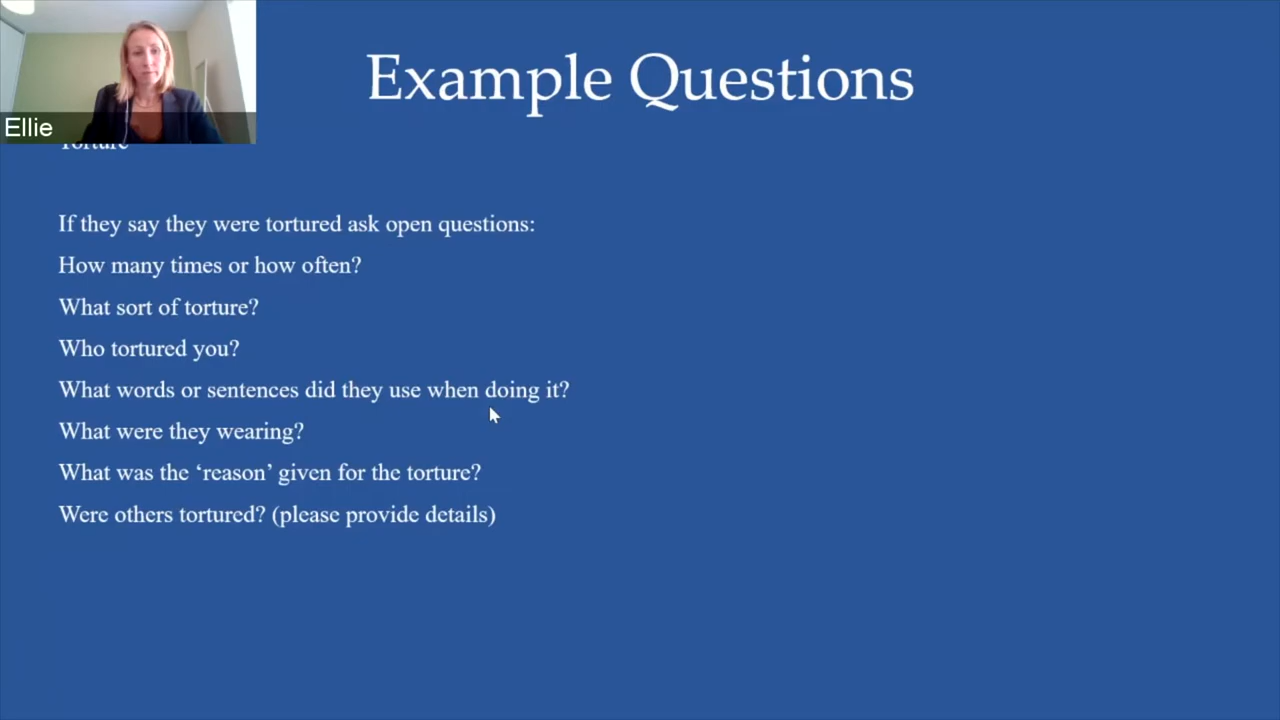 Example Questions
Ellie
Torture
If they say they were tortured ask open questions:
How many times or how often?
What sort of torture?
Who tortured you?
What words or sentences did they use when doing it?
What were they wearing?
What was the ‘reason’ given for the torture?
Were others tortured? (please provide details)